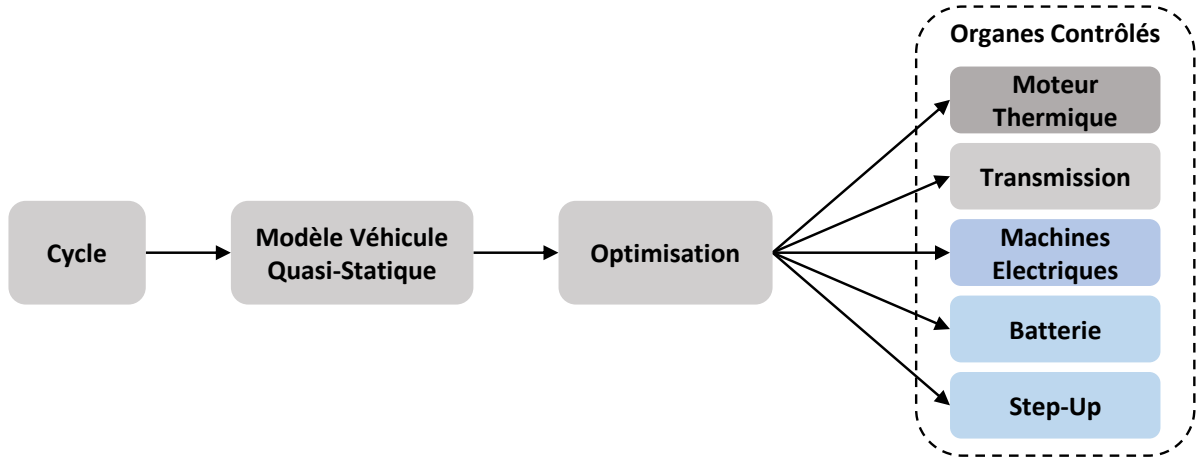 Organes Contrôlés
Moteur
Thermique
Transmission
Cycle
Modèle Véhicule
Quasi-Statique
Optimisation
Machines
Electriques
Batterie
Step-Up